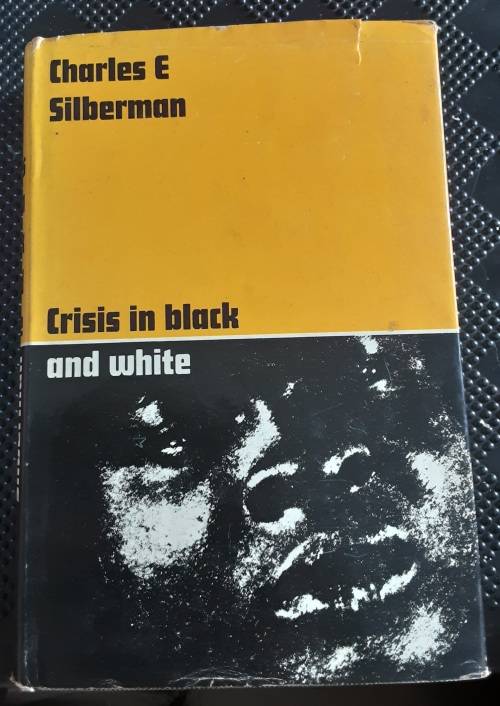 Charles E
Silberman
Crisis in black
and white